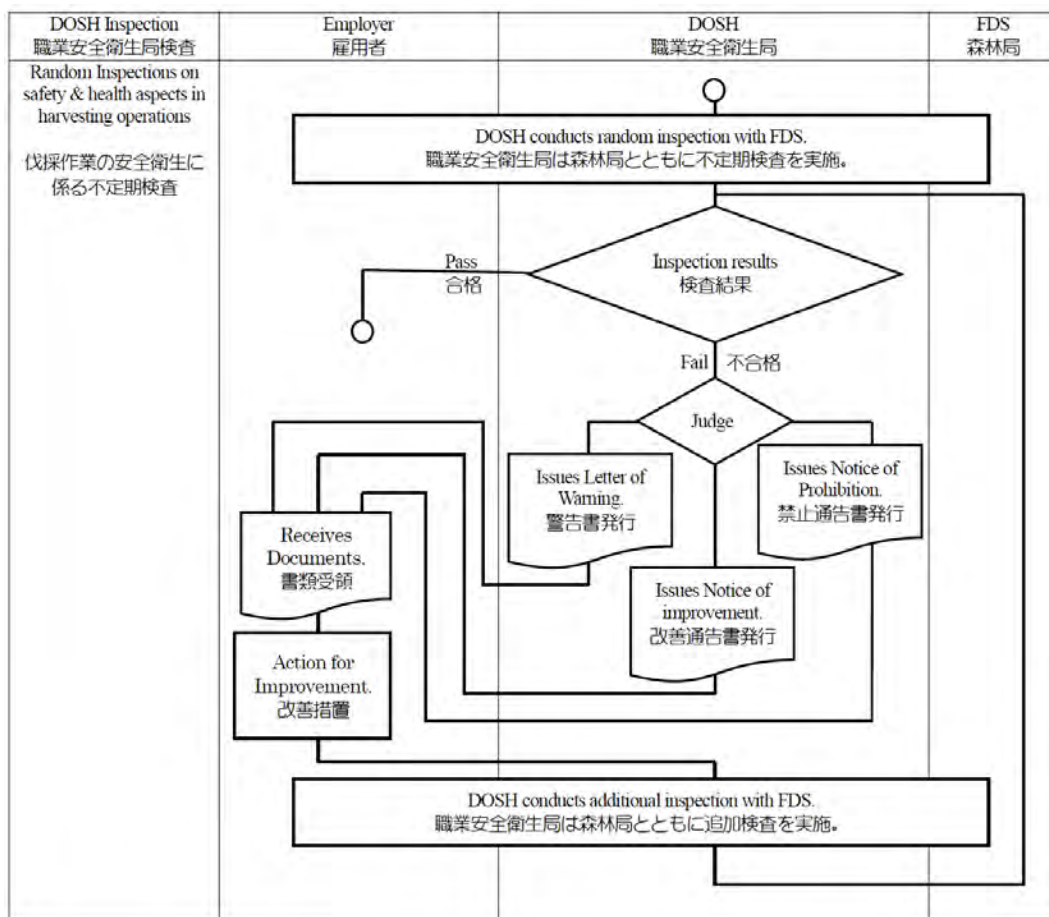 DOSH Inspection
職業安全衛生局検査
Employer
雇用者
DOSH
職業安全衛生局
FDS
森林局
Random Inspections on
safety & health aspects in
harvesting operations
伐採作業の安全衛生に
係る不定期検査
DOSH conducts random inspection with FDS.
職業安全衛生局は森林局とともに不定期検査を実施。
Inspection results
検査結果
Pass
合格
Fail 不合格
Judge
Issues Letter of
Warning.
警告書発行
Issues Notice of
Prohibition.
禁止通告書発行
Issues Notice of
improvement.
改善通告書発行
Receives
Documents.
書類受領
Action for
Improvement.
改善措置
DOSH conducts additional inspection with FDS.
職業安全衛生局は森林局とともに追加検査を実施。